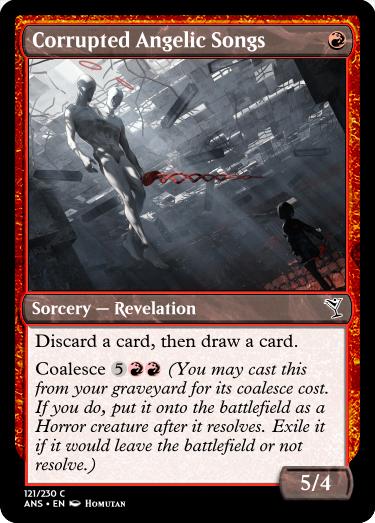 Corrupted Angelic Songs
Sorcery — Revelation
Discard a card, then draw a card.
Coalesce 5 (You may cast this
from your graveyard for its coalesce cost.
If you do, put it onto the battlefield as
a Horror creature after it resolves. Exile it
if it would leave the battlefield or not
resolve.)
5/4
121/230 C
ANS • EN Homutan